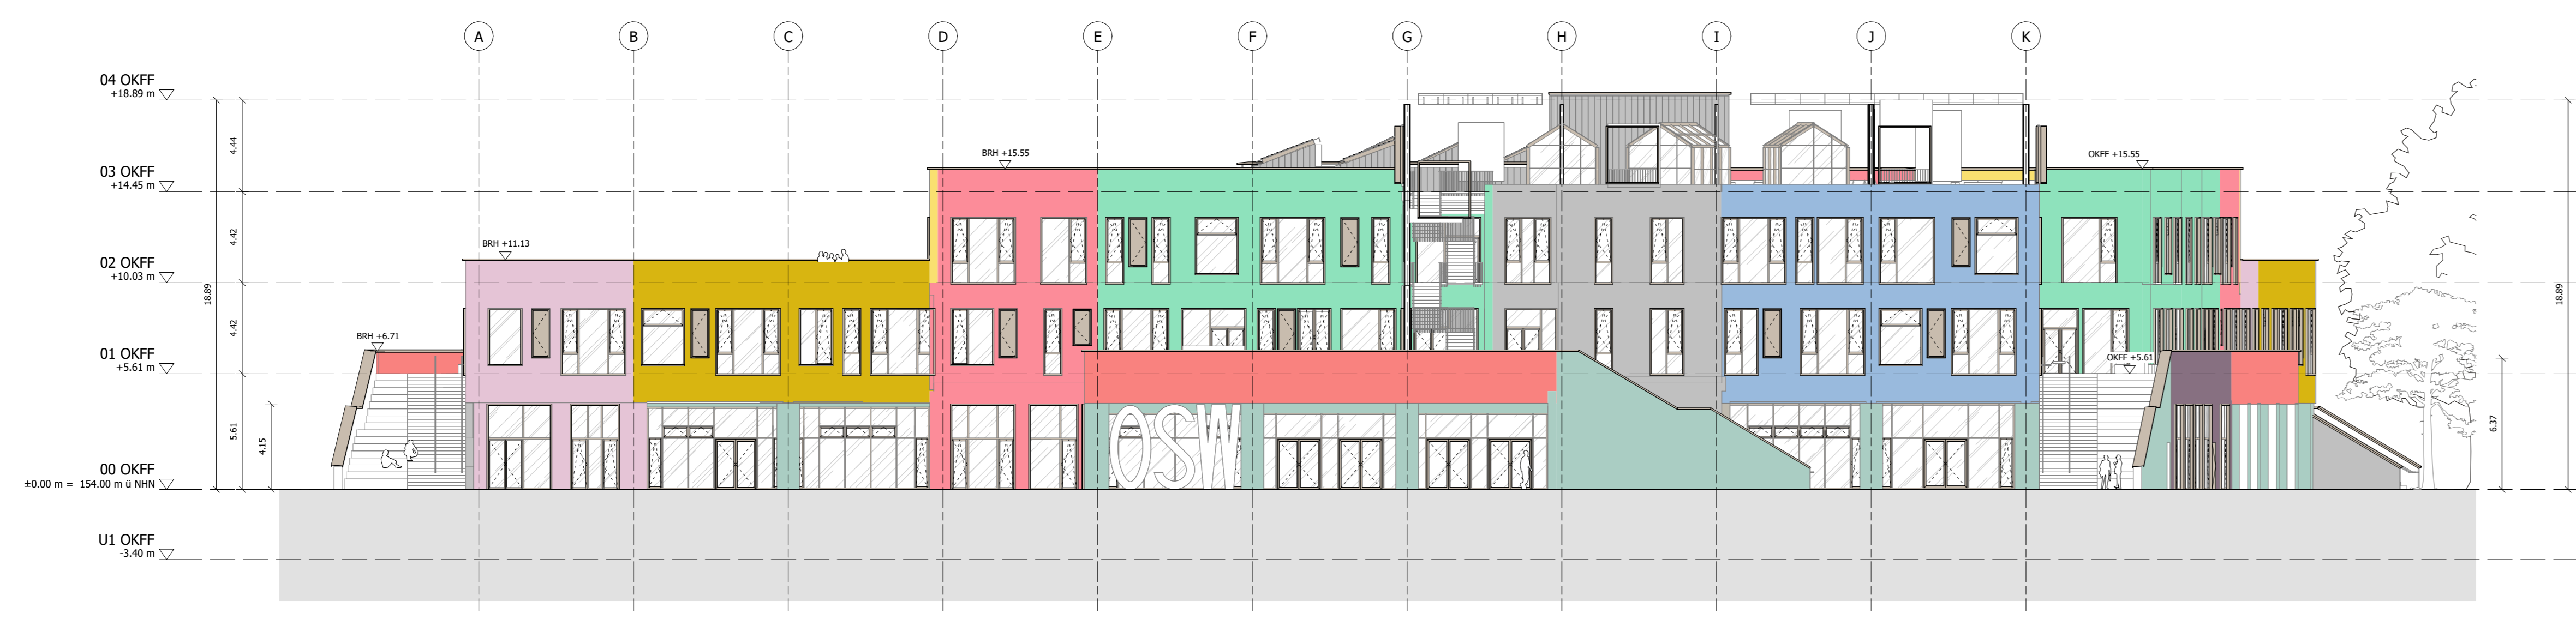 A B C D E F G H I J K
04 OKFF
+18.89 m
4.44
BRH +15.55
OKFF +15.55
03 OKFF
+14.45 m
4.42
BRH +11.13
02 OKFF
+10.03 m
18.89
18.89
4.42
BRH +6.71
01 OKFF
+5.61 m
OKFF +5.61
5.61
4.15
6.37
OSW
00 OKFF
±0.00 m = 154.00 m ü NHN
U1 OKFF
-3.40 m